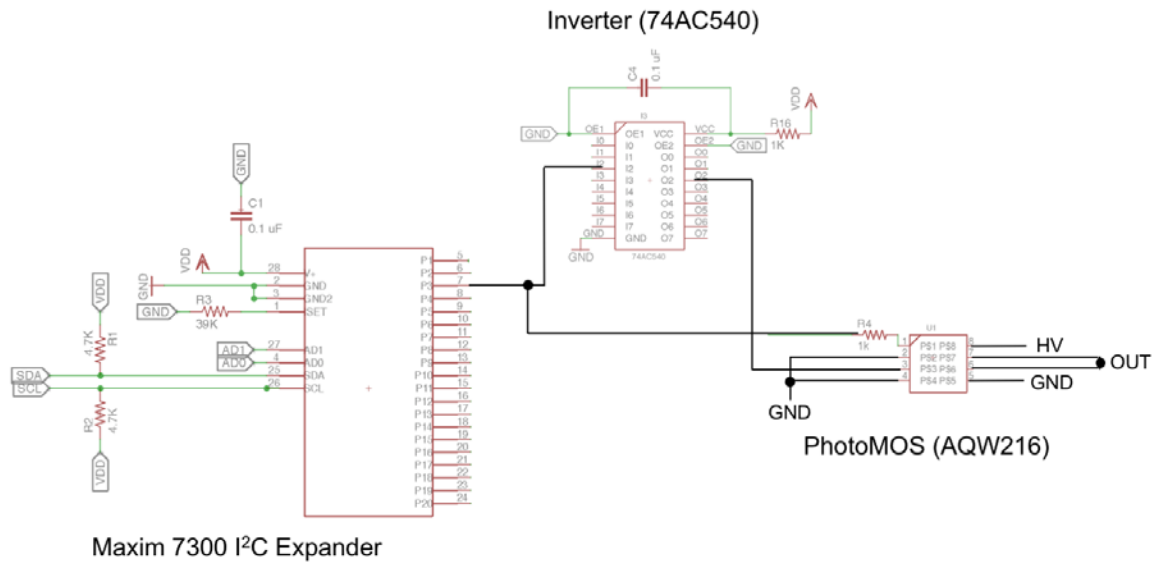 Inverter (74AC540)
C4
0.1 uF
VDD
I3
GND
OE1
OE1
VCC
VCC
R16
1K
I0
OE2
OE2
GND
I0
I1
O0
O0
I1
I2
O1
O1
I2
I3
O2
O2
I3
I4
O3
O3
I4
I5
O4
O4
I5
I6
O5
O5
I6
I7
O6
O6
I7
GND
GND
O7
O7
GND
74AC540
GND
C1
0.1 uF
VDD
28
V+
P1
5
GND
2
GND
P2
6
3
GND2
P3
7
GND
R3
39K
1
SET
P4
8
P5
9
P6
10
P7
11
AD1
27
AD1
P8
12
AD0
4
AD0
P9
13
SDA
25
SDA
P10
14
SCL
26
SCL
P11
15
P12
16
P13
17
P14
18
P15
19
P16
20
P17
21
P18
22
P19
23
P20
24
VDD
4.7K
R1
R2
4.7K
VDD
R4
1k
U1
1
PS1
PS8
HV
2
PS2
PS7
3
PS3
PS6
OUT
4
PS4
PS5
GND
GND
PhotoMOS (AQW216)
Maxim 7300 I²C Expander